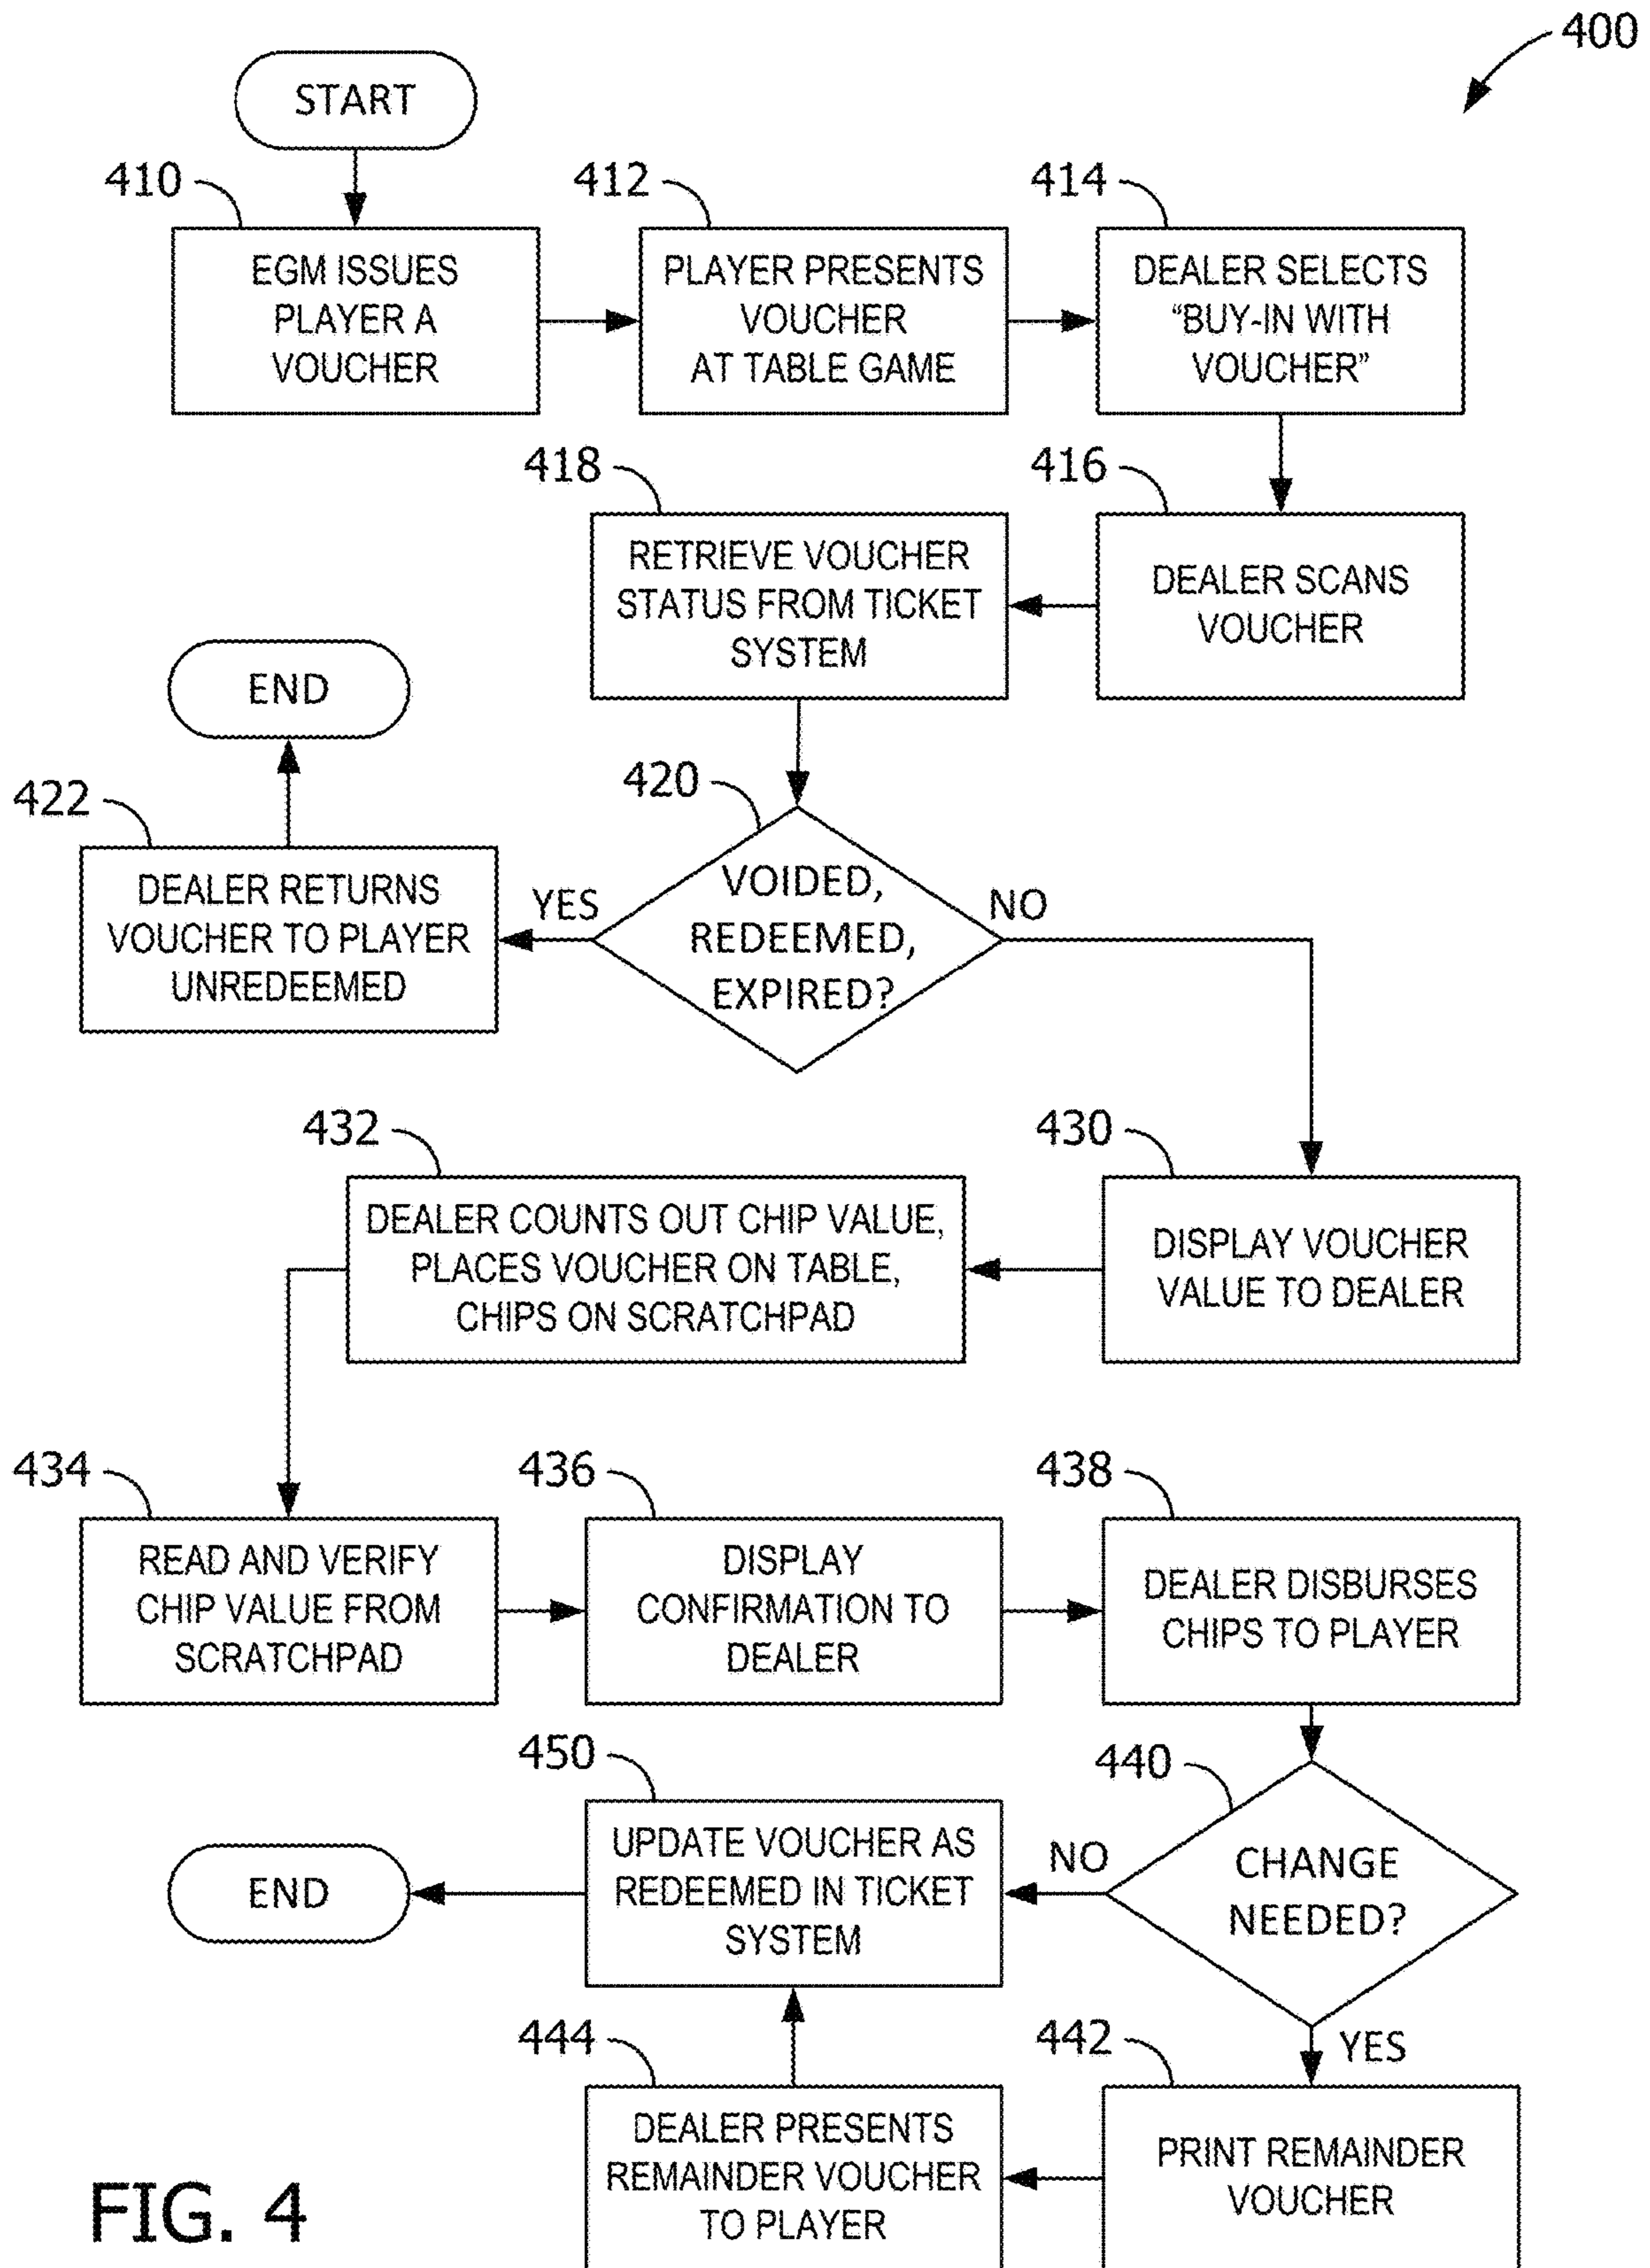 400
START
410
412
414
EGM ISSUES
PLAYER A
VOUCHER
PLAYER PRESENTS
VOUCHER
AT TABLE GAME
DEALER SELECTS
“BUY-IN WITH
VOUCHER”
418
416
RETRIEVE VOUCHER
STATUS FROM TICKET
SYSTEM
DEALER SCANS
VOUCHER
END
420
422
DEALER RETURNS
VOUCHER TO PLAYER
UNREDEEMED
YES
VOIDED,
REDEEMED,
EXPIRED?
NO
432
430
DEALER COUNTS OUT CHIP VALUE,
PLACES VOUCHER ON TABLE,
CHIPS ON SCRATCHPAD
DISPLAY VOUCHER
VALUE TO DEALER
434
436
438
READ AND VERIFY
CHIP VALUE FROM
SCRATCHPAD
DISPLAY
CONFIRMATION TO
DEALER
DEALER DISBURSES
CHIPS TO PLAYER
450
440
END
UPDATE VOUCHER AS
REDEEMED IN TICKET
SYSTEM
NO
CHANGE
NEEDED?
444
442
YES
DEALER PRESENTS
REMAINDER VOUCHER
TO PLAYER
PRINT REMAINDER
VOUCHER
FIG. 4